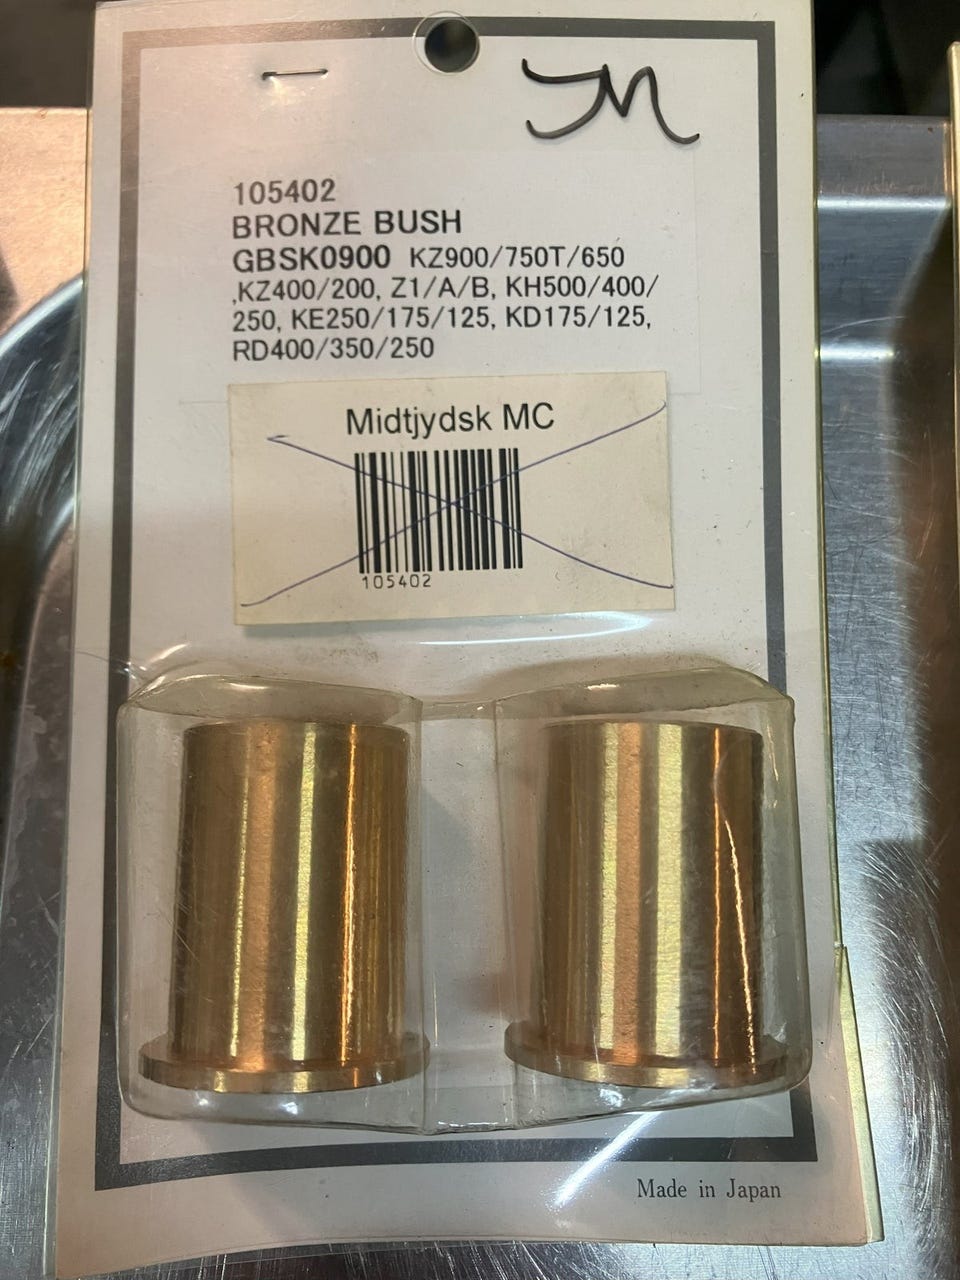 M
105402
BRONZE BUSH
GBSK0900 KZ900/750T/650
,KZ400/200, Z1/A/B, KH500/400/
250, KE250/175/125, KD175/125,
RD400/350/250
Midtjydsk MC
105402
Made in Japan